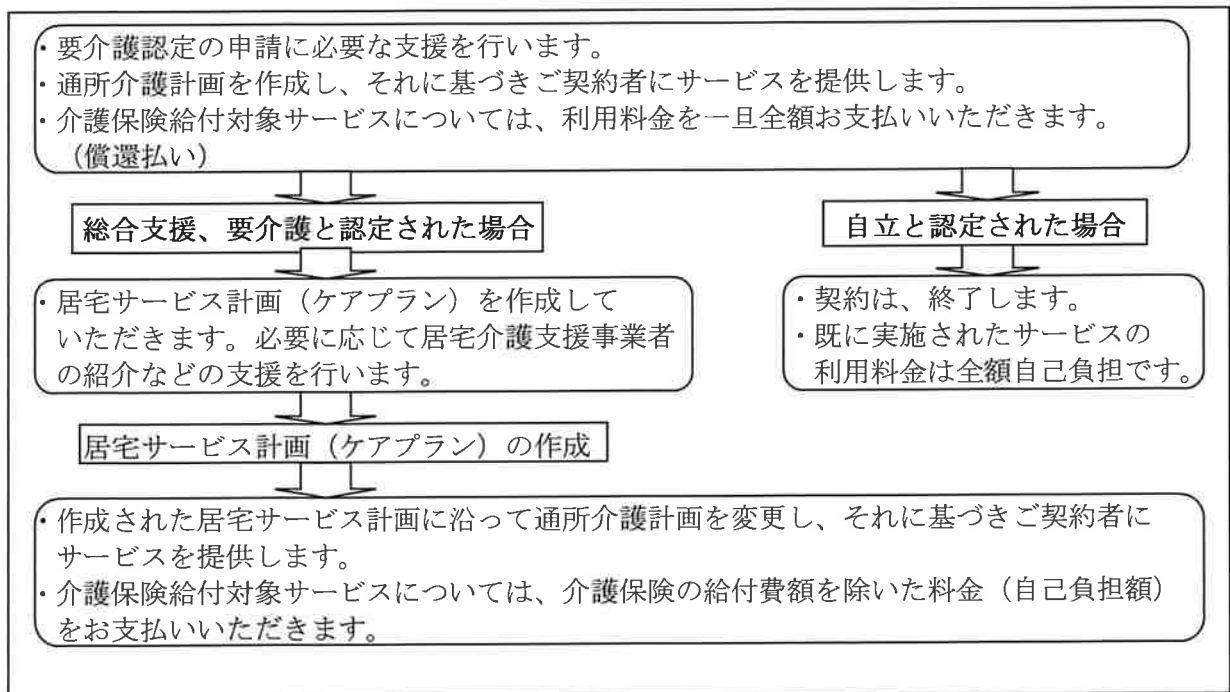 ・要介護認定の申請に必要な支援を行います。
・通所介護計画を作成し、それに基づきご契約者にサービスを提供します。
・介護保険給付対象サービスについては、利用料金を一旦全額お支払いいただきます。
（償還払い）
総合支援、要介護と認定された場合
自立と認定された場合
・居宅サービス計画（ケアプラン）を作成して
いただきます。必要に応じて居宅介護支援事業者
の紹介などの支援を行います。
・契約は、終了します。
・既に実施されたサービスの
利用料金は全額自己負担です。
居宅サービス計画（ケアプラン）の作成
・作成された居宅サービス計画に沿って通所介護計画を変更し、それに基づきご契約者に
サービスを提供します。
・介護保険給付対象サービスについては、介護保険の給付費額を除いた料金（自己負担額）
をお支払いいただきます。